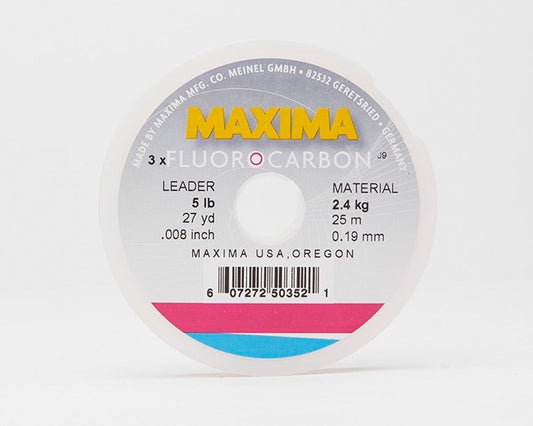 MADE BY MAXIMA MFG. CO. MEINEL GMBH • 82532 GERETSRIED • GERMANY
MAXIMA
3 x FLUOROCARBON J9
LEADER MATERIAL
5 lb 2.4 kg
27 yd 25 m
.008 inch 0.19 mm
MAXIMA USA,OREGON
6 07272 50352 1